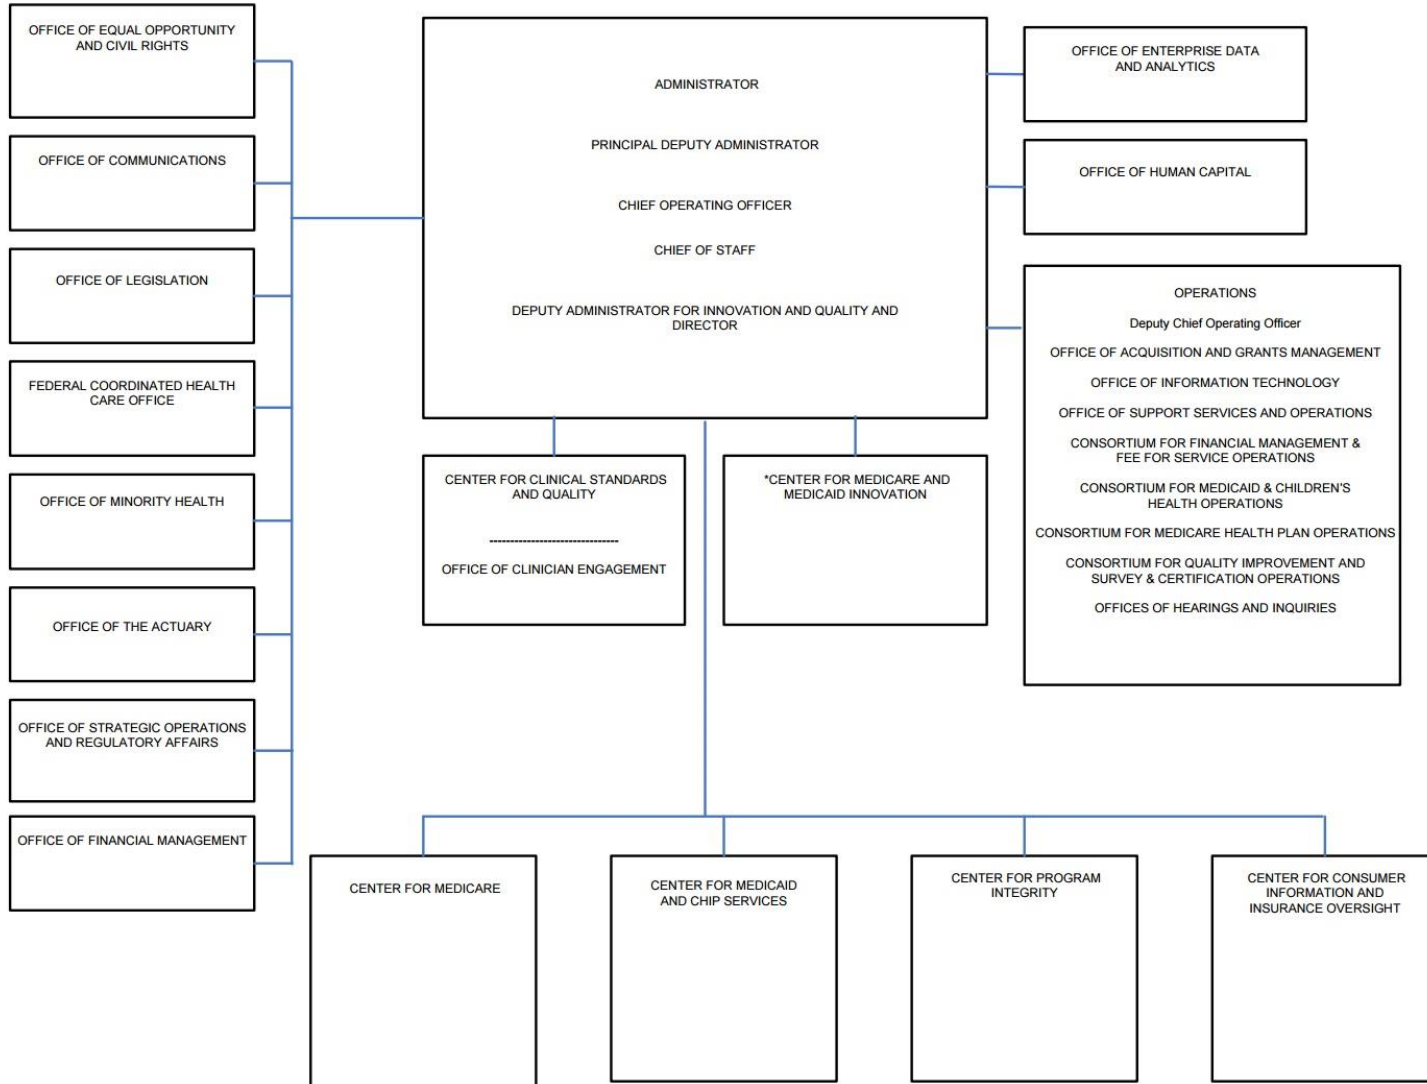 OFFICE OF EQUAL OPPORTUNITY
AND CIVIL RIGHTS
OFFICE OF COMMUNICATIONS
OFFICE OF LEGISLATION
FEDERAL COORDINATED HEALTH
CARE OFFICE
OFFICE OF MINORITY HEALTH
OFFICE OF THE ACTUARY
OFFICE OF STRATEGIC OPERATIONS
AND REGULATORY AFFAIRS
OFFICE OF FINANCIAL MANAGEMENT
ADMINISTRATOR
PRINCIPAL DEPUTY ADMINISTRATOR
CHIEF OPERATING OFFICER
CHIEF OF STAFF
DEPUTY ADMINISTRATOR FOR INNOVATION AND QUALITY AND
DIRECTOR
OFFICE OF ENTERPRISE DATA
AND ANALYTICS
OFFICE OF HUMAN CAPITAL
OPERATIONS
Deputy Chief Operating Officer
OFFICE OF ACQUISITION AND GRANTS MANAGEMENT
OFFICE OF INFORMATION TECHNOLOGY
OFFICE OF SUPPORT SERVICES AND OPERATIONS
CONSORTIUM FOR FINANCIAL MANAGEMENT &
FEE FOR SERVICE OPERATIONS
CONSORTIUM FOR MEDICAID & CHILDREN'S
HEALTH OPERATIONS
CONSORTIUM FOR MEDICARE HEALTH PLAN OPERATIONS
CONSORTIUM FOR QUALITY IMPROVEMENT AND
SURVEY & CERTIFICATION OPERATIONS
OFFICES OF HEARINGS AND INQUIRIES
CENTER FOR CLINICAL STANDARDS
AND QUALITY
-------------------------------
OFFICE OF CLINICIAN ENGAGEMENT
*CENTER FOR MEDICARE AND
MEDICAID INNOVATION
CENTER FOR MEDICARE
CENTER FOR MEDICAID
AND CHIP SERVICES
CENTER FOR PROGRAM
INTEGRITY
CENTER FOR CONSUMER
INFORMATION AND
INSURANCE OVERSIGHT